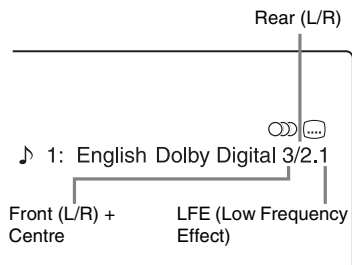 Rear (L/R)
♪ 1: English Dolby Digital 3/2.1
Front (L/R) +
Centre
LFE (Low Frequency
Effect)